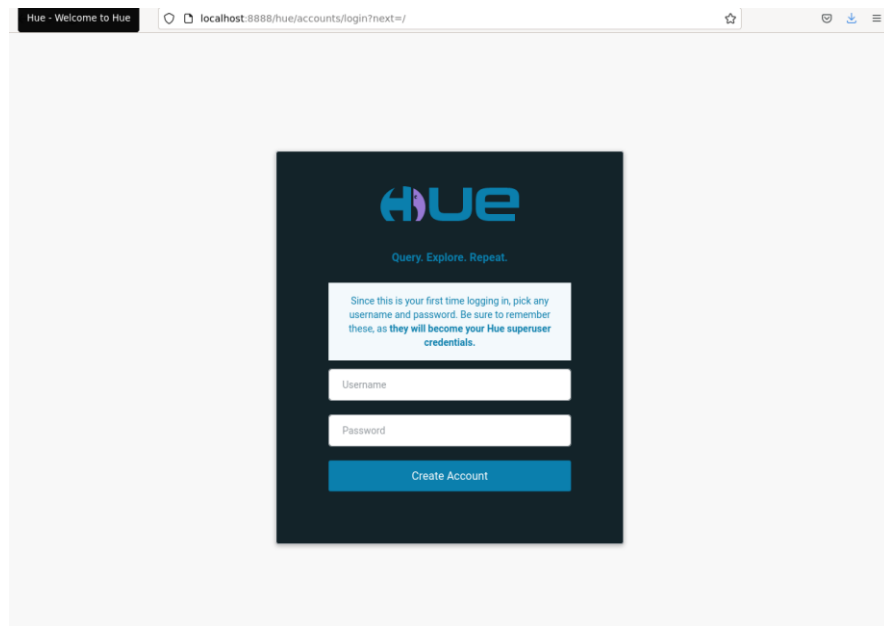 Hue - Welcome to Hue
localhost:8888/hue/accounts/login?next=/
HUE
Query. Explore. Repeat.
Since this is your first time logging in, pick any
username and password. Be sure to remember
these, as they will become your Hue superuser
credentials.
Username
Password
Create Account